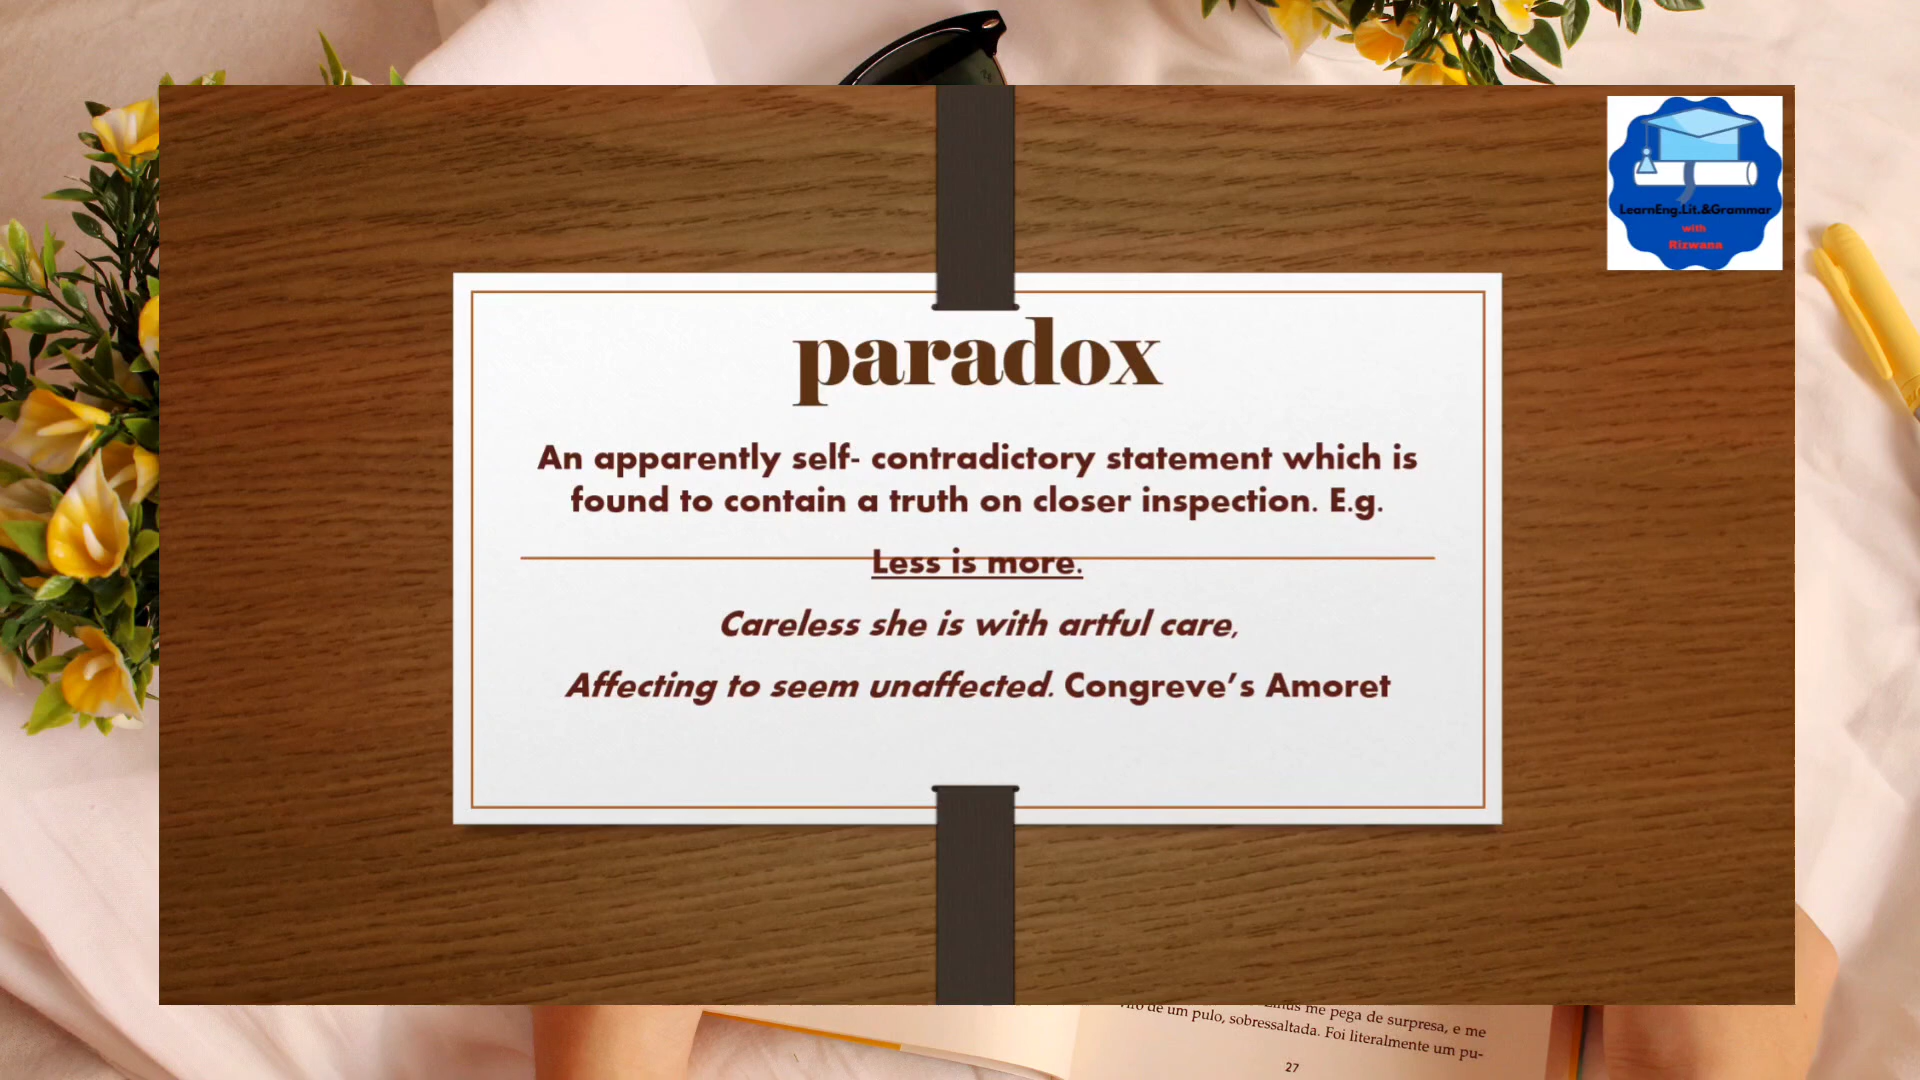 LearnEng.Lit.&Grammar
with
Rizwana
paradox
An apparently self- contradictory statement which is
found to contain a truth on closer inspection. E.g.
Less is more.
Careless she is with artful care,
Affecting to seem unaffected. Congreve’s Amoret
me pega de surpresa, e me
de um pulo, sobressaltada. Foi literalmente um pu-
27